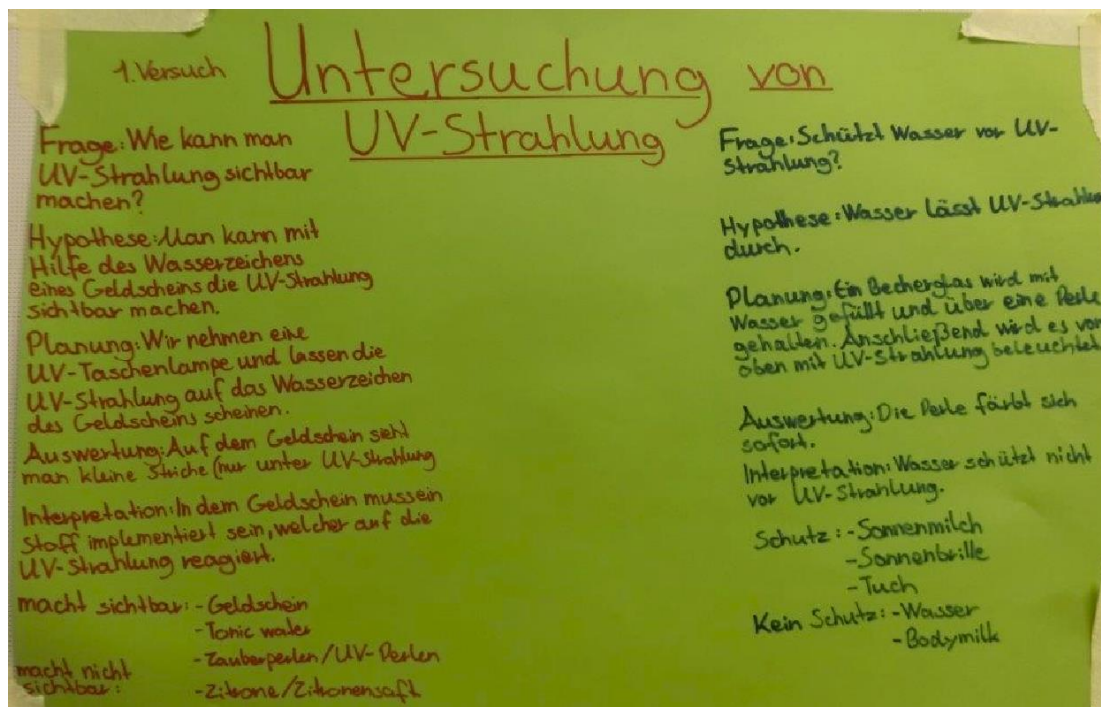 1. Versuch
Untersuchung von
UV-Strahlung
Frage: Wie kann man
UV-Strahlung sichtbar
machen?
Hypothese: Man kann mit
Hilfe des Wasserzeichens
eines Geldscheins die UV-Strahlung
sichtbar machen.
Planung: Wir nehmen eine
UV-Taschenlampe und lassen die
UV-Strahlung auf das Wasserzeichen
des Geldscheins scheinen.
Auswertung: Auf dem Geldschein sieht
man kleine Striche (nur unter UV-Strahlung
Interpretation: In dem Geldschein muss ein
Stoff implementiert sein, welcher auf die
UV-Strahlung reagiert.
macht sichtbar: - Geldschein
- Tonic water
- Zauberperlen/UV-Perlen
macht nicht
sichtbar: - Zitrone/Zitronensaft
Frage: Schützt Wasser vor UV-
Strahlung?
Hypothese: Wasser lässt UV-Strahlen
durch.
Planung: Ein Becherglas wird mit
Wasser gefüllt und über eine Perle
gehalten. Anschließend wird es von
oben mit UV-Strahlung beleuchtet
Auswertung: Die Perle färbt sich
sofort.
Interpretation: Wasser schützt nicht
vor UV-Strahlung.
Schutz: - Sonnenmilch
- Sonnenbrille
- Tuch
Kein Schutz: - Wasser
- Bodymilk